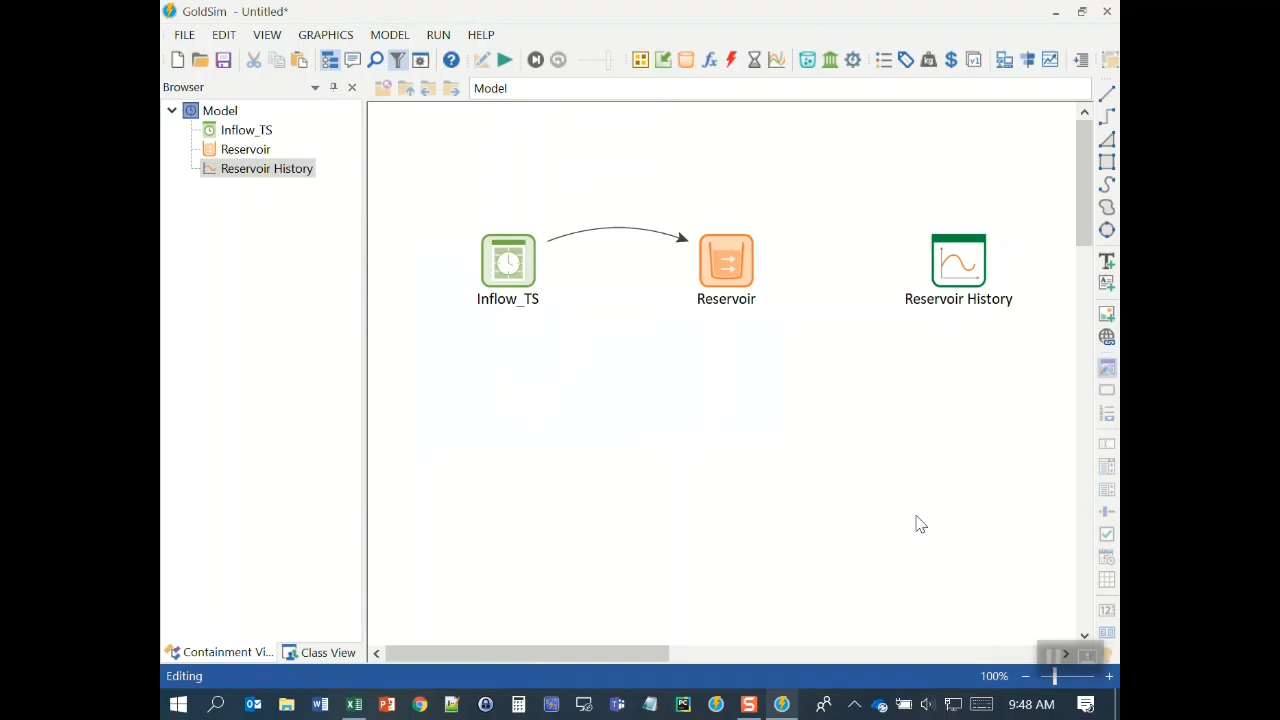 GoldSim - Untitled*
FILE EDIT VIEW GRAPHICS MODEL RUN HELP
Browser
Model
Model
Inflow_TS
Reservoir
Reservoir History
Inflow_TS
Reservoir
Reservoir History
Containment Vi...
Class View
Editing
100%
9:48 AM